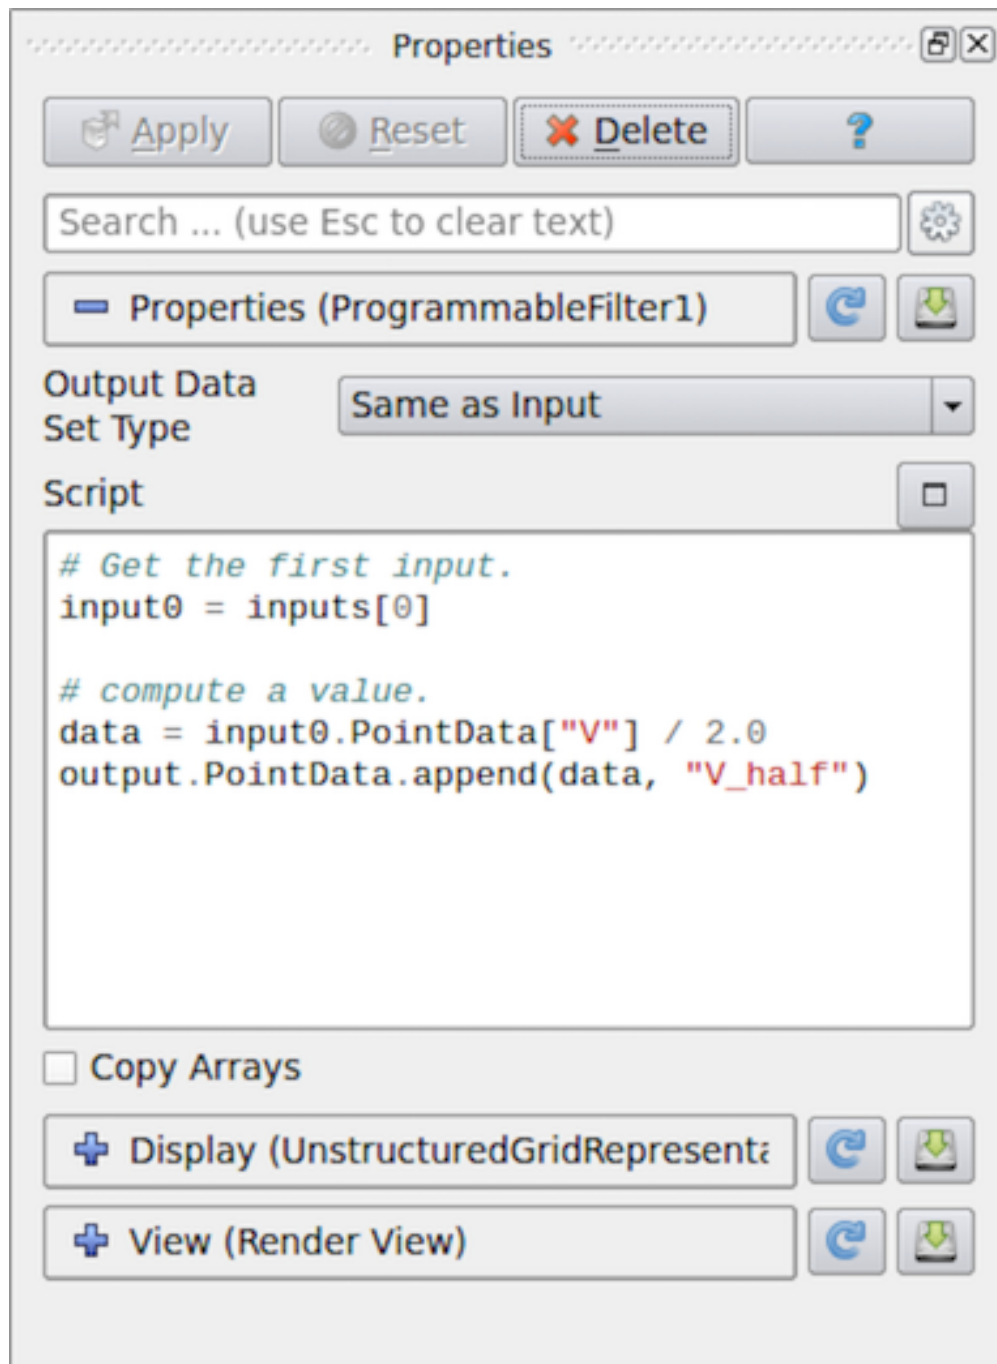 Properties
Apply Reset Delete ?
Search ... (use Esc to clear text)
Properties (ProgrammableFilter1)
Output Data
Set Type
Same as Input
Script
# Get the first input.
input0 = inputs[0]
# compute a value.
data = input0.PointData["V"] / 2.0
output.PointData.append(data, "V_half")
Copy Arrays
Display (UnstructuredGridRepresenta
View (Render View)